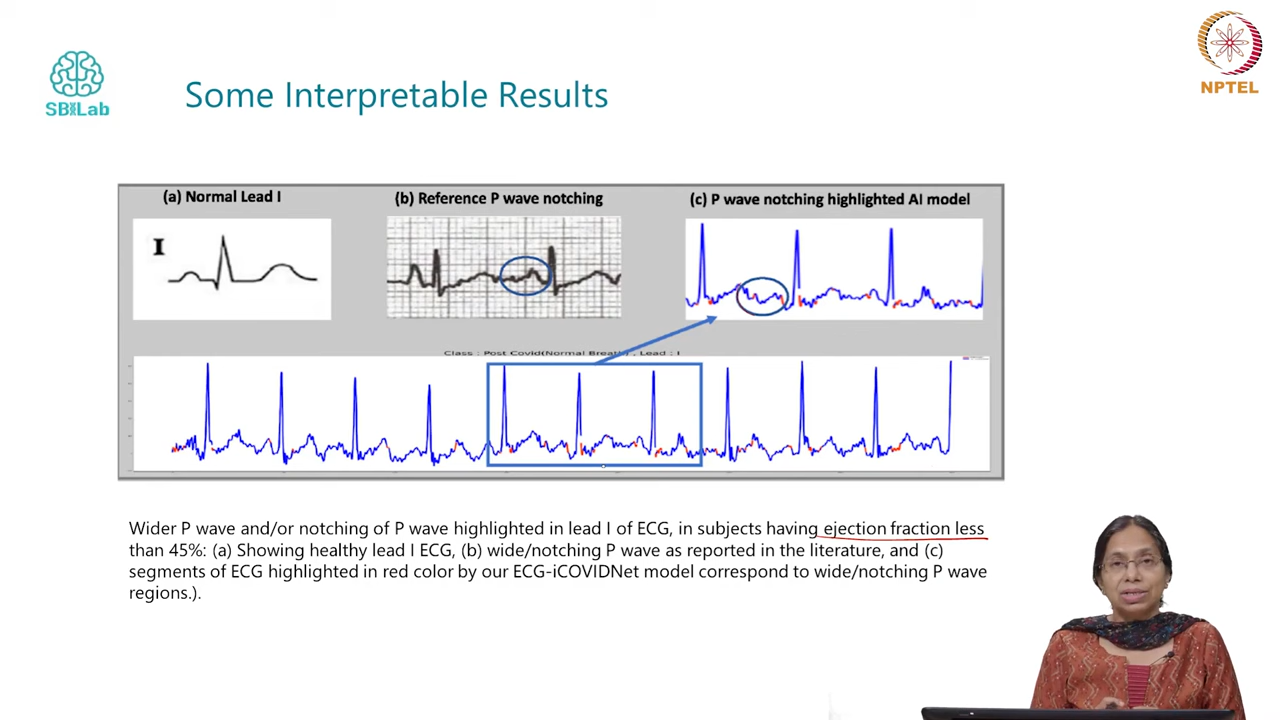 SBILab
NPTEL
Some Interpretable Results
(a) Normal Lead I
(b) Reference P wave notching
(c) P wave notching highlighted AI model
I
Class : Post Covid(Normal Breath) , Lead : I
Wider P wave and/or notching of P wave highlighted in lead I of ECG, in subjects having ejection fraction less
than 45%: (a) Showing healthy lead I ECG, (b) wide/notching P wave as reported in the literature, and (c)
segments of ECG highlighted in red color by our ECG-iCOVIDNet model correspond to wide/notching P wave
regions.).